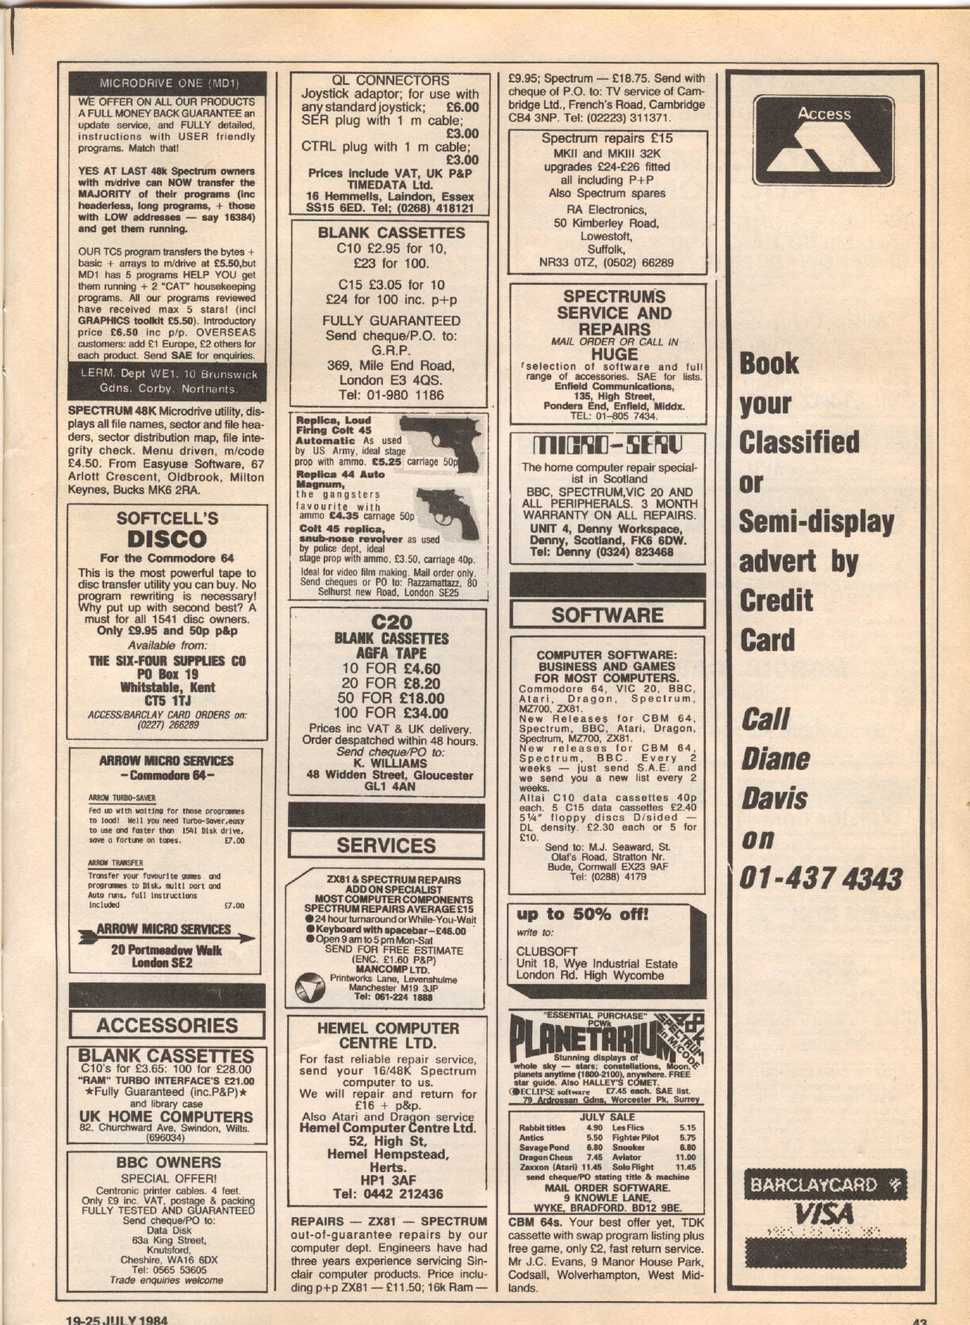 MICRODRIVE ONE (MD1)
WE OFFER ON ALL OUR PRODUCTS
A FULL MONEY BACK GUARANTEE an
update service, and FULLY detailed,
instructions with USER friendly
programs. Match that!
YES AT LAST 48k Spectrum owners
with m/drive can NOW transfer the
MAJORITY of their programs (inc
headerless, long programs, + those
with LOW addresses — say 16384)
and get them running.
OUR TC5 program transfers the bytes +
basic + arrays to m/drive at £5.50,but
MD1 has 5 programs HELP YOU get
them running + 2 "CAT" housekeeping
programs. All our programs reviewed
have received max 5 stars! (incl
GRAPHICS toolkit £5.50). Introductory
price £6.50 inc p/p. OVERSEAS
customers: add £1 Europe, £2 others for
each product. Send SAE for enquiries.
LERM. Dept WE1. 10 Brunswick
Gdns. Corby. Northants.
SPECTRUM 48K Microdrive utility, dis-
plays all file names, sector and file hea-
ders, sector distribution map, file inte-
grity check. Menu driven, m/code
£4.50. From Easyuse Software, 67
Arlott Crescent, Oldbrook, Milton
Keynes, Bucks MK6 2RA.
SOFTCELL'S
DISCO
For the Commodore 64
This is the most powerful tape to
disc transfer utility you can buy. No
program rewriting is necessary!
Why put up with second best? A
must for all 1541 disc owners.
Only £9.95 and 50p p&p
Available from:
THE SIX-FOUR SUPPLIES CO
PO Box 19
Whitstable, Kent
CT5 1TJ
ACCESS/BARCLAY CARD ORDERS on:
(0227) 266289
ARROW MICRO SERVICES
– Commodore 64 –
ARROW TURBO-SAVER
Fed up with waiting for those programmes
to load! Well you need Turbo-Saver,easy
to use and faster than 1541 Disk drive,
save a fortune on tapes. £7.00
ARROW TRANSFER
Transfer your favourite games and
programmes to Disk, multi part and
Auto runs, full instructions
Included £7.00
ARROW MICRO SERVICES
20 Portmeadow Walk
London SE2
ACCESSORIES
BLANK CASSETTES
C10's for £3.65: 100 for £28.00
"RAM" TURBO INTERFACE'S £21.00
★Fully Guaranteed (inc.P&P)★
and library case
UK HOME COMPUTERS
82. Churchward Ave, Swindon, Wilts.
(696034)
BBC OWNERS
SPECIAL OFFER!
Centronic printer cables. 4 feet.
Only £9 inc. VAT, postage & packing
FULLY TESTED AND GUARANTEED
Send cheque/PO to:
Data Disk
63a King Street,
Knutsford,
Cheshire, WA16 6DX
Tel: 0565 53605
Trade enquiries welcome
QL CONNECTORS
Joystick adaptor; for use with
any standard joystick; £6.00
SER plug with 1 m cable;
£3.00
CTRL plug with 1 m cable;
£3.00
Prices include VAT, UK P&P
TIMEDATA Ltd.
16 Hemmells, Laindon, Essex
SS15 6ED. Tel; (0268) 418121
BLANK CASSETTES
C10 £2.95 for 10,
£23 for 100.
C15 £3.05 for 10
£24 for 100 inc. p+p
FULLY GUARANTEED
Send cheque/P.O. to:
G.R.P.
369, Mile End Road,
London E3 4QS.
Tel: 01-980 1186
Replica, Loud
Firing Colt 45
Automatic As used
by US Army, ideal stage
prop with ammo. £5.25 carriage 50p
Replica 44 Auto
Magnum,
the gangsters
favourite with
ammo £4.35 carriage 50p
Colt 45 replica,
snub-nose revolver as used
by police dept, ideal
stage prop with ammo. £3.50, carriage 40p.
Ideal for video film making. Mail order only.
Send cheques or PO to: Razzamattazz, 80
Selhurst new Road, London SE25
C20
BLANK CASSETTES
AGFA TAPE
10 FOR £4.60
20 FOR £8.20
50 FOR £18.00
100 FOR £34.00
Prices inc VAT & UK delivery.
Order despatched within 48 hours.
Send cheque/PO to:
K. WILLIAMS
48 Widden Street, Gloucester
GL1 4AN
SERVICES
ZX81 & SPECTRUM REPAIRS
ADD ON SPECIALIST
MOST COMPUTER COMPONENTS
SPECTRUM REPAIRS AVERAGE £15
● 24 hour turnaround or While-You-Wait
● Keyboard with spacebar – £46.00
● Open 9 am to 5 pm Mon-Sat
SEND FOR FREE ESTIMATE
(ENC. £1.60 P&P)
MANCOMP LTD.
Printworks Lane, Levenshulme
Manchester M19 3JP
Tel: 061-224 1888
HEMEL COMPUTER
CENTRE LTD.
For fast reliable repair service,
send your 16/48K Spectrum
computer to us.
We will repair and return for
£16 + p&p.
Also Atari and Dragon service
Hemel Computer Centre Ltd.
52, High St,
Hemel Hempstead,
Herts.
HP1 3AF
Tel: 0442 212436
REPAIRS — ZX81 — SPECTRUM
out-of-guarantee repairs by our
computer dept. Engineers have had
three years experience servicing Sin-
clair computer products. Price inclu-
ding p+p ZX81 — £11.50; 16k Ram —
£9.95; Spectrum — £18.75. Send with
cheque of P.O. to: TV service of Cam-
bridge Ltd., French's Road, Cambridge
CB4 3NP. Tel: (02223) 311371.
Spectrum repairs £15
MKII and MKIII 32K
upgrades £24-£26 fitted
all including P+P
Also Spectrum spares
RA Electronics,
50 Kimberley Road,
Lowestoft,
Suffolk,
NR33 0TZ, (0502) 66289
SPECTRUM'S
SERVICE AND
REPAIRS
MAIL ORDER OR CALL IN
HUGE
selection of software and full
range of accessories. SAE for lists.
Enfield Communications,
135, High Street,
Ponders End, Enfield, Middx.
TEL: 01–805 7434.
MICRO-SERV
The home computer repair special-
ist in Scotland
BBC, SPECTRUM,VIC 20 AND
ALL PERIPHERALS. 3 MONTH
WARRANTY ON ALL REPAIRS.
UNIT 4, Denny Workspace,
Denny, Scotland, FK6 6DW.
Tel: Denny (0324) 823468
SOFTWARE
COMPUTER SOFTWARE:
BUSINESS AND GAMES
FOR MOST COMPUTERS.
Commodore 64, VIC 20, BBC,
Atari, Dragon, Spectrum,
MZ700, ZX81.
New Releases for CBM 64,
Spectrum, BBC, Atari, Dragon,
Spectrum, MZ700, ZX81.
New releases for CBM 64,
Spectrum, BBC. Every 2
weeks — just send S.A.E. and
we send you a new list every 2
weeks.
Altai C10 data cassettes 40p
each. 5 C15 data cassettes £2.40
5¼" floppy discs D/sided —
DL density. £2.30 each or 5 for
£10.
Send to: M.J. Seaward, St.
Olaf's Road, Stratton Nr.
Bude, Cornwall EX23 9AF
Tel: (0288) 4179
up to 50% off!
write to:
CLUBSOFT
Unit 18, Wye Industrial Estate
London Rd. High Wycombe
"ESSENTIAL PURCHASE"
PCWk
PLANETARIUM
48K
SPECTRUM
in M/CODE
Stunning displays of
whole sky — stars; constellations, Moon,
planets anytime (1800-2100), anywhere. FREE
star guide. Also HALLEY'S COMET.
ECLIPSE software £7.45 each. SAE list.
79 Ardrossan Gdns, Worcester Pk, Surrey
JULY SALE
Rabbit titles 4.90 Les Flics 5.15
Antics 5.50 Fighter Pilot 5.75
Savage Pond 6.80 Snooker 6.80
Dragon Chess 7.45 Aviator 11.00
Zaxxon (Atari) 11.45 Solo Flight 11.45
send cheque/PO stating title & machine
MAIL ORDER SOFTWARE.
9 KNOWLE LANE,
WYKE, BRADFORD. BD12 9BE.
CBM 64s. Your best offer yet, TDK
cassette with swap program listing plus
free game, only £2, fast return service.
Mr J.C. Evans, 9 Manor House Park,
Codsall, Wolverhampton, West Mid-
lands.
Access
Book
your
Classified
or
Semi-display
advert by
Credit
Card
Call
Diane
Davis
on
01-437 4343
BARCLAYCARD
VISA
19-25 JULY 1984
43